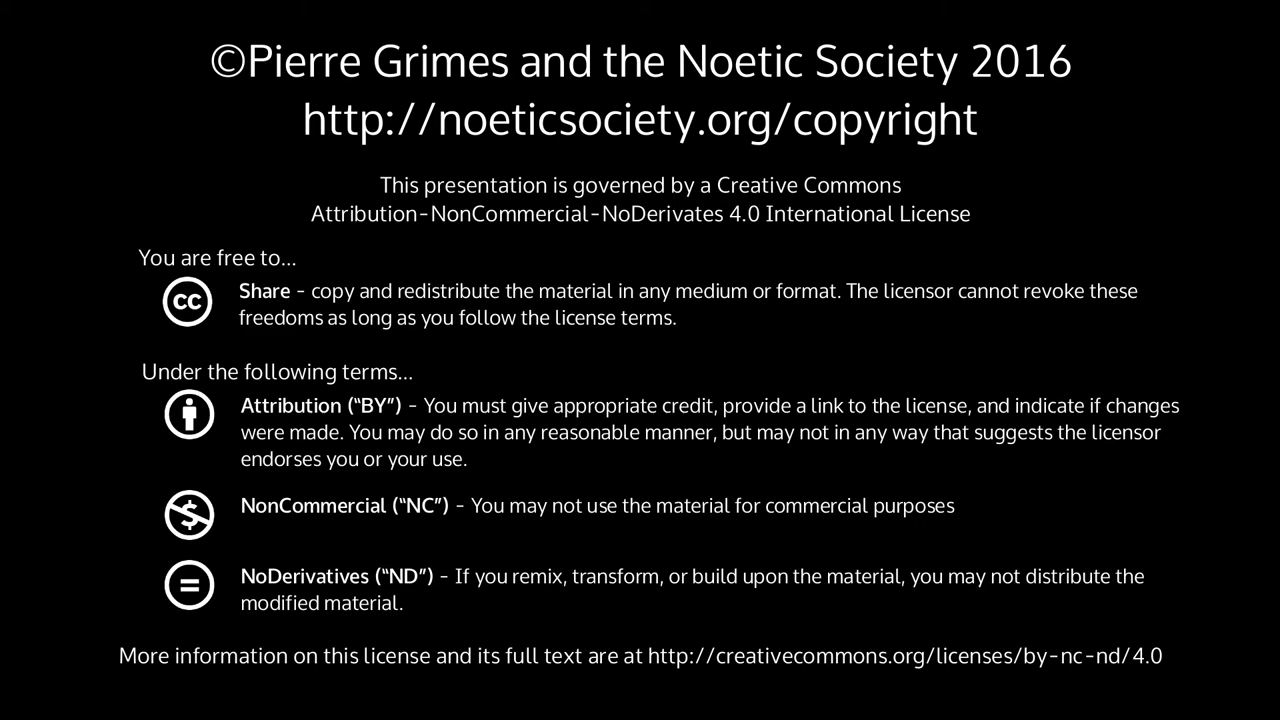 ©Pierre Grimes and the Noetic Society 2016
http://noeticsociety.org/copyright
This presentation is governed by a Creative Commons
Attribution-NonCommercial-NoDerivates 4.0 International License
You are free to...
cc
Share - copy and redistribute the material in any medium or format. The licensor cannot revoke these
freedoms as long as you follow the license terms.
Under the following terms...
Attribution (“BY”) - You must give appropriate credit, provide a link to the license, and indicate if changes
were made. You may do so in any reasonable manner, but may not in any way that suggests the licensor
endorses you or your use.
$
NonCommercial (“NC”) - You may not use the material for commercial purposes
=
NoDerivatives (“ND”) - If you remix, transform, or build upon the material, you may not distribute the
modified material.
More information on this license and its full text are at http://creativecommons.org/licenses/by-nc-nd/4.0